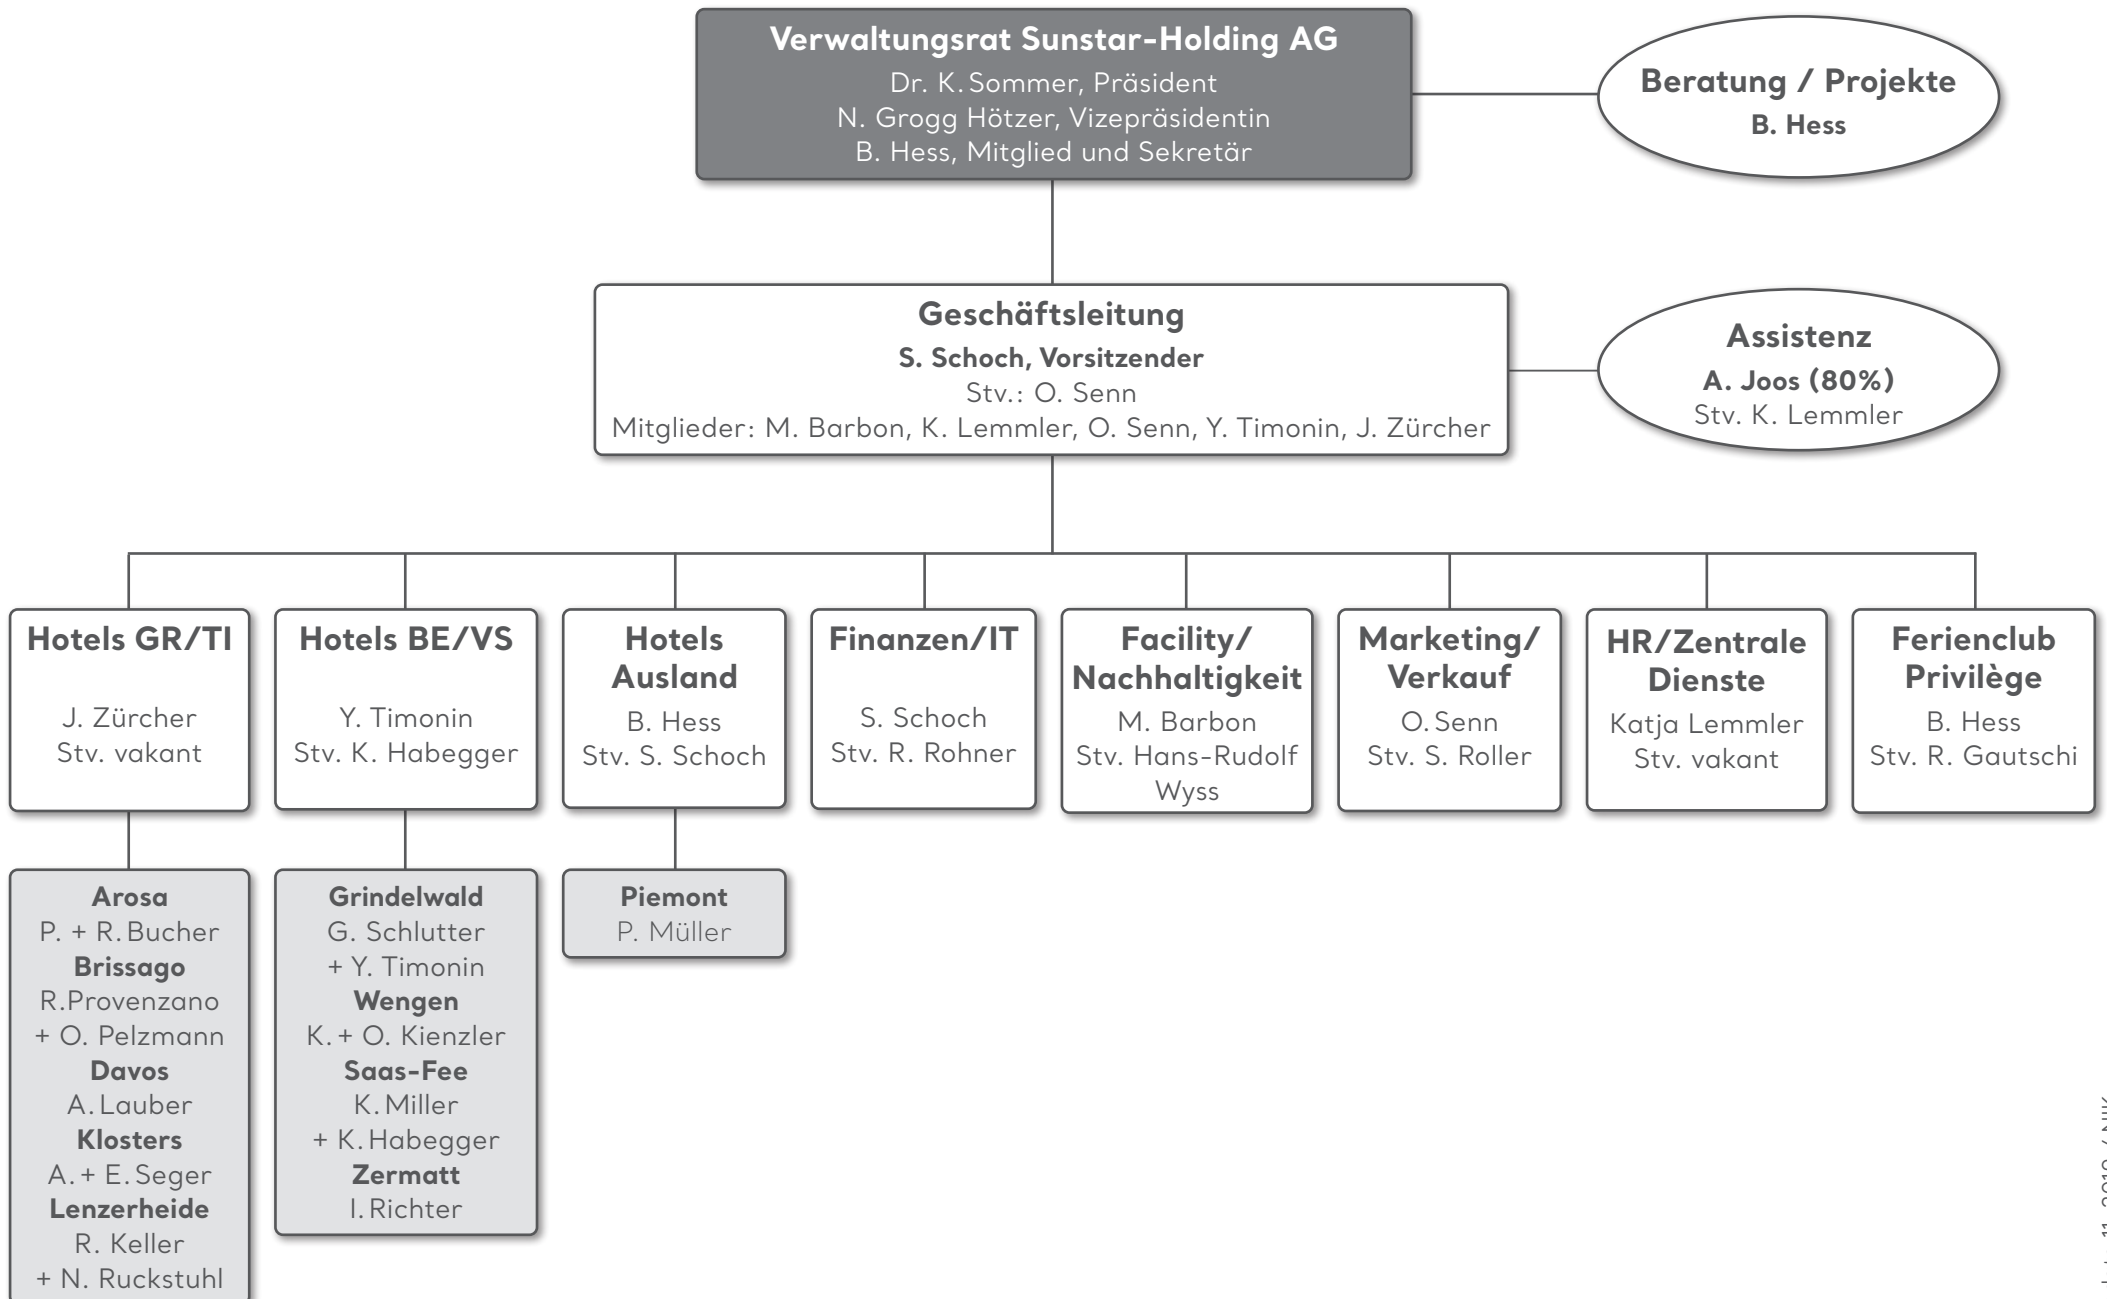 Verwaltungsrat Sunstar-Holding AG
Dr. K. Sommer, Präsident
N. Grogg Hötzer, Vizepräsidentin
B. Hess, Mitglied und Sekretär
Beratung / Projekte
B. Hess
Geschäftsleitung
S. Schoch, Vorsitzender
Stv.: O. Senn
Mitglieder: M. Barbon, K. Lemmler, O. Senn, Y. Timonin, J. Zürcher
Assistenz
A. Joos (80%)
Stv. K. Lemmler
Hotels GR/TI
J. Zürcher
Stv. vakant
Hotels BE/VS
Y. Timonin
Stv. K. Habegger
Hotels
Ausland
B. Hess
Stv. S. Schoch
Finanzen/IT
S. Schoch
Stv. R. Rohner
Facility/
Nachhaltigkeit
M. Barbon
Stv. Hans-Rudolf
Wyss
Marketing/
Verkauf
O. Senn
Stv. S. Roller
HR/Zentrale
Dienste
Katja Lemmler
Stv. vakant
Ferienclub
Privilège
B. Hess
Stv. R. Gautschi
Arosa
P. + R. Bucher
Brissago
R.Provenzano
+ O. Pelzmann
Davos
A. Lauber
Klosters
A. + E. Seger
Lenzerheide
R. Keller
+ N. Ruckstuhl
Grindelwald
G. Schlutter
+ Y. Timonin
Wengen
K. + O. Kienzler
Saas-Fee
K. Miller
+ K. Habegger
Zermatt
I. Richter
Piemont
P. Müller